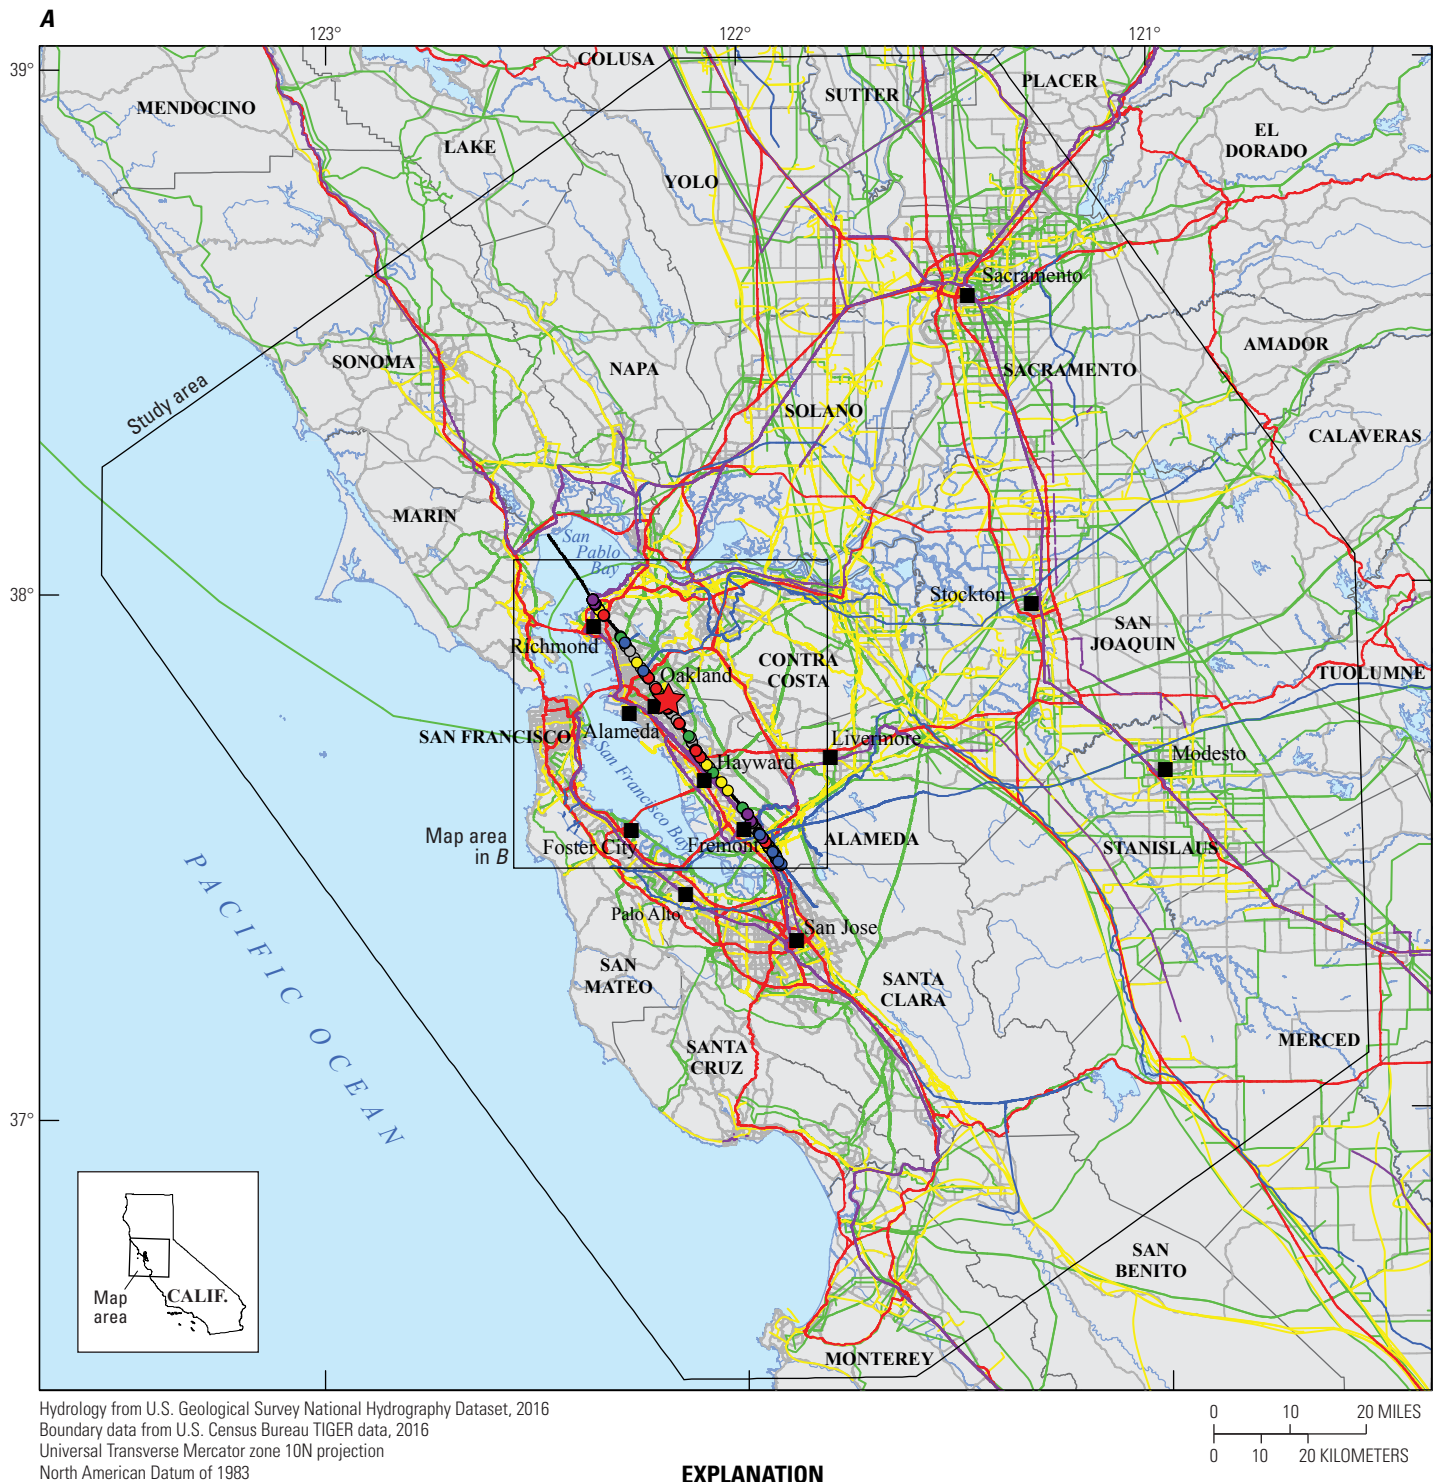 A
123°
122°
121°
39°
38°
37°
COLUSA
MENDOCINO
LAKE
SUTTER
PLACER
EL
DORADO
YOLO
Sacramento
SONOMA
NAPA
SACRAMENTO
AMADOR
Study area
SOLANO
CALAVERAS
MARIN
San
Pablo
Bay
Stockton
Richmond
SAN
JOAQUIN
CONTRA
COSTA
Oakland
TUOLUMNE
SAN FRANCISCO
Alameda
Livermore
Modesto
Hayward
San Francisco Bay
Map area
in B
Foster City
Fremont
ALAMEDA
STANISLAUS
PACIFIC OCEAN
Palo Alto
San Jose
SAN
MATEO
SANTA
CLARA
SANTA
CRUZ
MERCED
SAN
BENITO
MONTEREY
CALIF.
Map
area
Hydrology from U.S. Geological Survey National Hydrography Dataset, 2016
Boundary data from U.S. Census Bureau TIGER data, 2016
Universal Transverse Mercator zone 10N projection
North American Datum of 1983
0 10 20 MILES
0 10 20 KILOMETERS
EXPLANATION